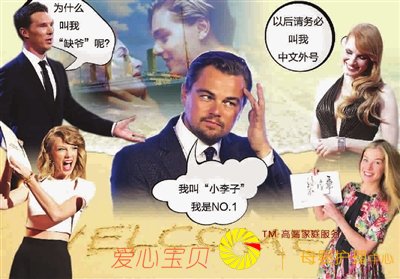 为什么
叫我
“缺爷”呢?
以后请务必
叫我
中文外号
我叫“小李子”
我是NO.1
WELCOME
TM 高端家庭服务
爱心宝贝
中心